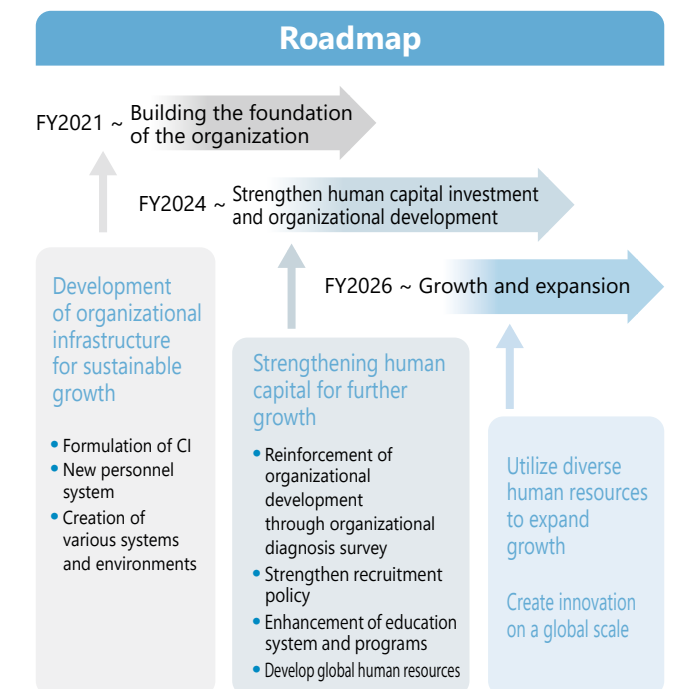 Roadmap
FY2021 ~ Building the foundation
of the organization
FY2024 ~ Strengthen human capital investment
and organizational development
FY2026 ~ Growth and expansion
Development
of organizational
infrastructure
for sustainable
growth
• Formulation of CI
• New personnel
system
• Creation of
various systems
and environments
Strengthening human
capital for further
growth
• Reinforcement of
organizational
development
through organizational
diagnosis survey
• Strengthen recruitment
policy
• Enhancement of education
system and programs
• Develop global human resources
Utilize diverse
human resources
to expand
growth
Create innovation
on a global scale